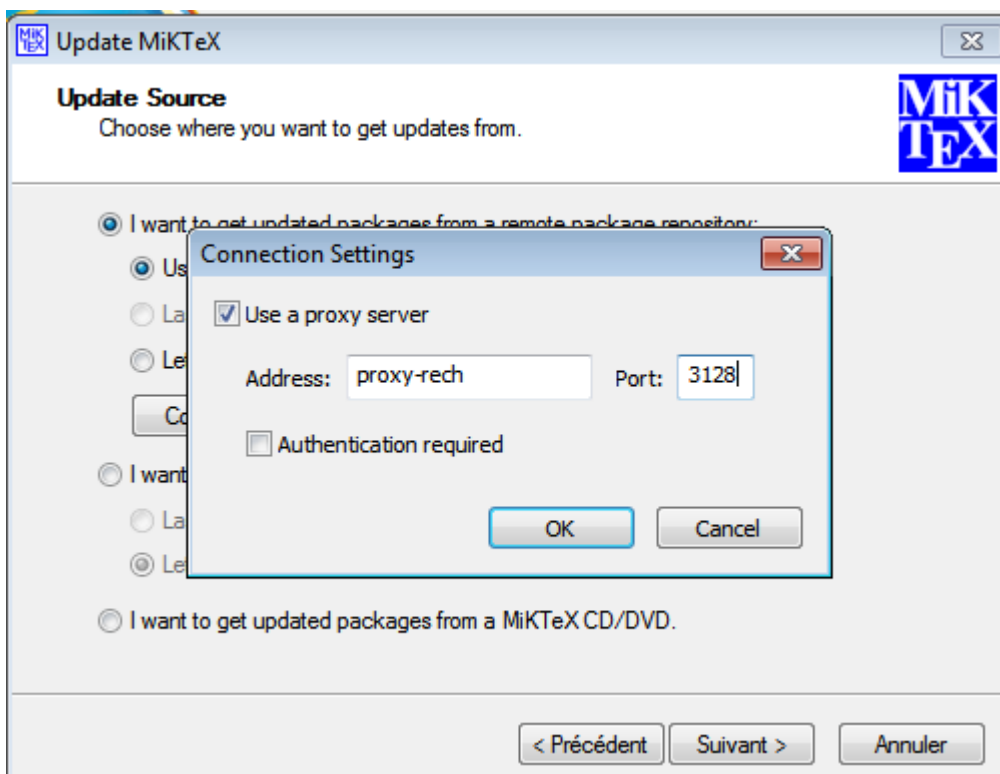 MiK
TEX
Update MiKTeX
Update Source
Choose where you want to get updates from.
MiK
TEX
I want to get updated packages from a remote package repository:
Connection Settings
Us
Use a proxy server
La
Le
Address: proxy-rech Port: 3128
Co
Authentication required
I want
La
OK Cancel
Le
I want to get updated packages from a MiKTeX CD/DVD.
< Précédent Suivant > Annuler